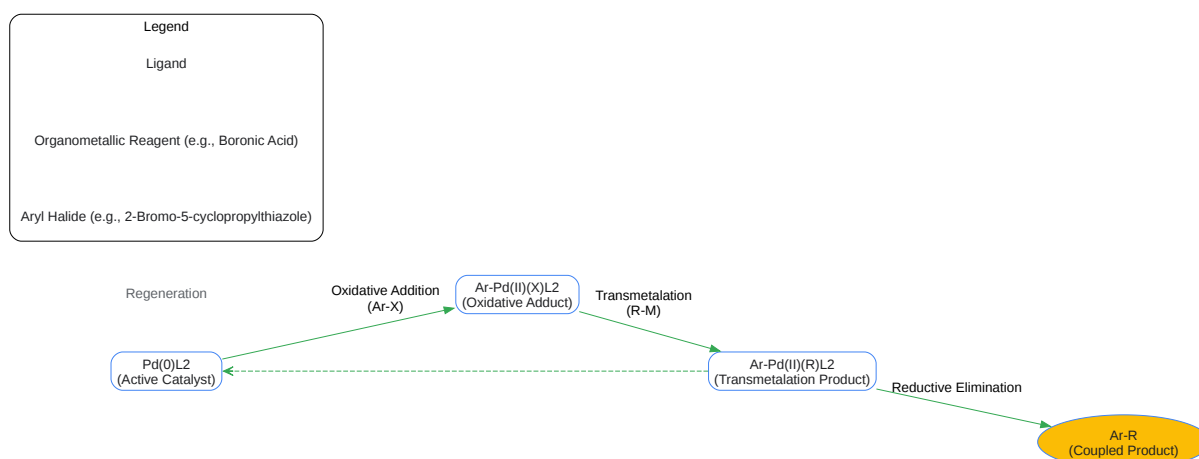 Legend
Ligand
Organometallic Reagent (e.g., Boronic Acid)
Aryl Halide (e.g., 2-Bromo-5-cyclopropylthiazole)
Regeneration
Oxidative Addition
(Ar-X)
Ar-Pd(II)(X)L2
(Oxidative Adduct)
Transmetalation
(R-M)
Pd(0)L2
(Active Catalyst)
Ar-Pd(II)(R)L2
(Transmetalation Product)
Reductive Elimination
Ar-R
(Coupled Product)